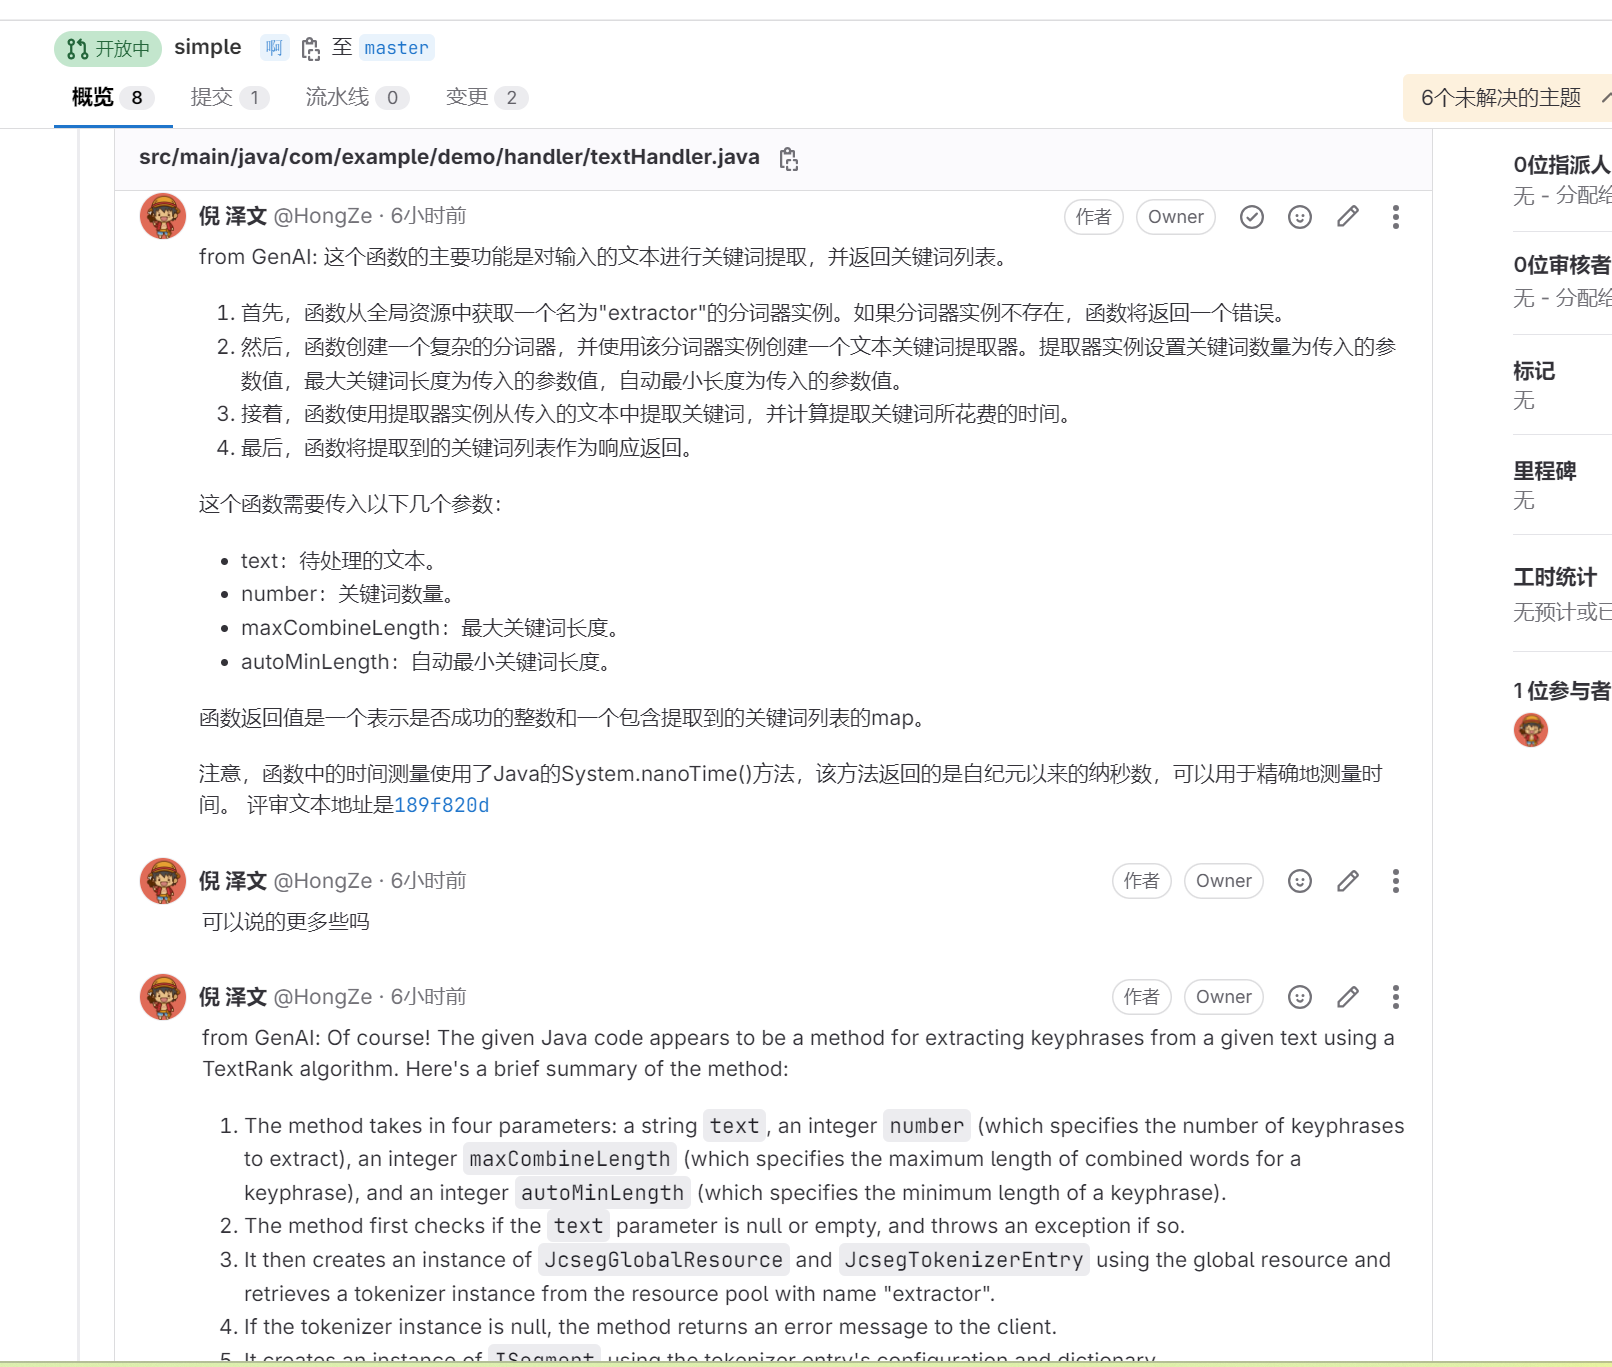 开放中 simple 啊 至 master
概览 8 提交 1 流水线 0 变更 2
6个未解决的主题
src/main/java/com/example/demo/handler/textHandler.java
倪 泽文 @HongZe · 6小时前 作者 Owner
from GenAI: 这个函数的主要功能是对输入的文本进行关键词提取，并返回关键词列表。
1. 首先，函数从全局资源中获取一个名为"extractor"的分词器实例。如果分词器实例不存在，函数将返回一个错误。
2. 然后，函数创建一个复杂的分词器，并使用该分词器实例创建一个文本关键词提取器。提取器实例设置关键词数量为传入的参
数值，最大关键词长度为传入的参数值，自动最小长度为传入的参数值。
3. 接着，函数使用提取器实例从传入的文本中提取关键词，并计算提取关键词所花费的时间。
4. 最后，函数将提取到的关键词列表作为响应返回。
这个函数需要传入以下几个参数：
• text：待处理的文本。
• number：关键词数量。
• maxCombineLength：最大关键词长度。
• autoMinLength：自动最小关键词长度。
函数返回值是一个表示是否成功的整数和一个包含提取到的关键词列表的map。
注意，函数中的时间测量使用了Java的System.nanoTime()方法，该方法返回的是自纪元以来的纳秒数，可以用于精确地测量时
间。 评审文本地址是189f820d
倪 泽文 @HongZe · 6小时前 作者 Owner
可以说的更多些吗
倪 泽文 @HongZe · 6小时前 作者 Owner
from GenAI: Of course! The given Java code appears to be a method for extracting keyphrases from a given text using a
TextRank algorithm. Here's a brief summary of the method:
1. The method takes in four parameters: a string text, an integer number (which specifies the number of keyphrases
to extract), an integer maxCombineLength (which specifies the maximum length of combined words for a
keyphrase), and an integer autoMinLength (which specifies the minimum length of a keyphrase).
2. The method first checks if the text parameter is null or empty, and throws an exception if so.
3. It then creates an instance of JcsegGlobalResource and JcsegTokenizerEntry using the global resource and
retrieves a tokenizer instance from the resource pool with name "extractor".
4. If the tokenizer instance is null, the method returns an error message to the client.
5. It creates an instance of ISegment using the tokenizer entry's configuration and dictionary.
0位指派人
无 - 分配给
0位审核者
无 - 分配给
标记
无
里程碑
无
工时统计
无预计或已
1 位参与者